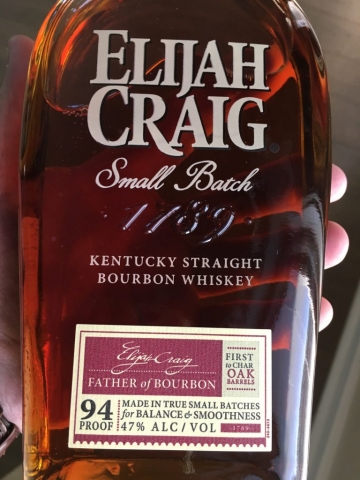 ELIJAH
CRAIG
Small Batch
1789
KENTUCKY STRAIGHT
BOURBON WHISKEY
Elijah Craig
FATHER of BOURBON
FIRST
to CHAR
OAK
BARRELS
94
PROOF
MADE IN TRUE SMALL BATCHES
for BALANCE & SMOOTHNESS
47% ALC/VOL
1789